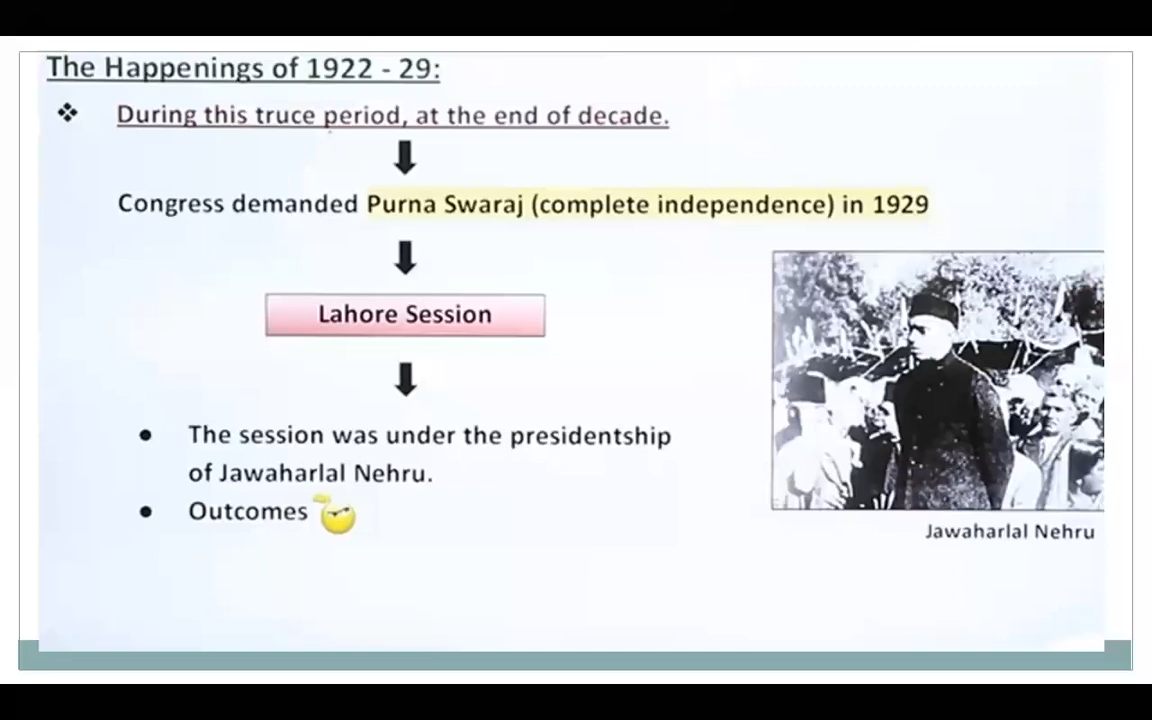 The Happenings of 1922 - 29:
❖ During this truce period, at the end of decade.
Congress demanded Purna Swaraj (complete independence) in 1929
Lahore Session
● The session was under the presidentship
of Jawaharlal Nehru.
● Outcomes
Jawaharlal Nehru